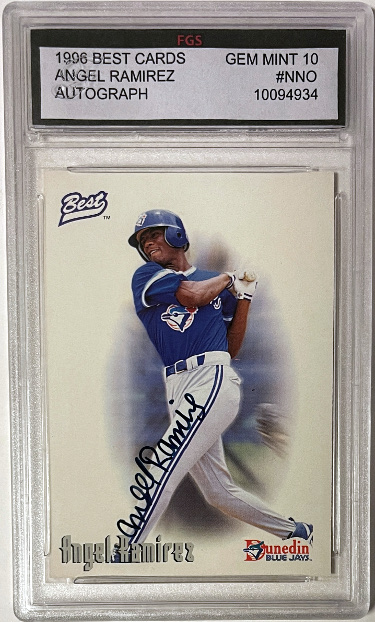 FGS
1996 BEST CARDS GEM MINT 10
ANGEL RAMIREZ #NNO
AUTOGRAPH 10094934
Best TM
Angel Ramirez
Angel Ramirez
Dunedin
BLUE JAYS